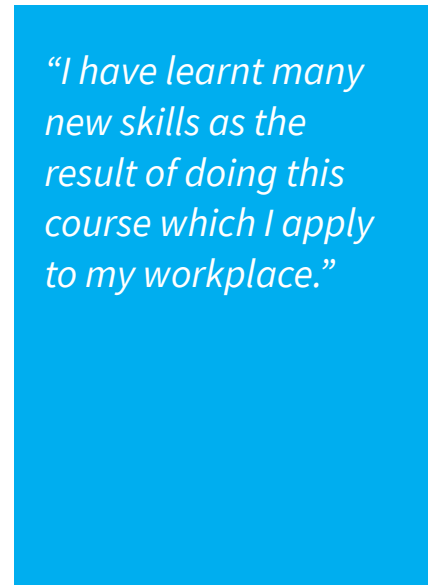 “I have learnt many
new skills as the
result of doing this
course which I apply
to my workplace.”